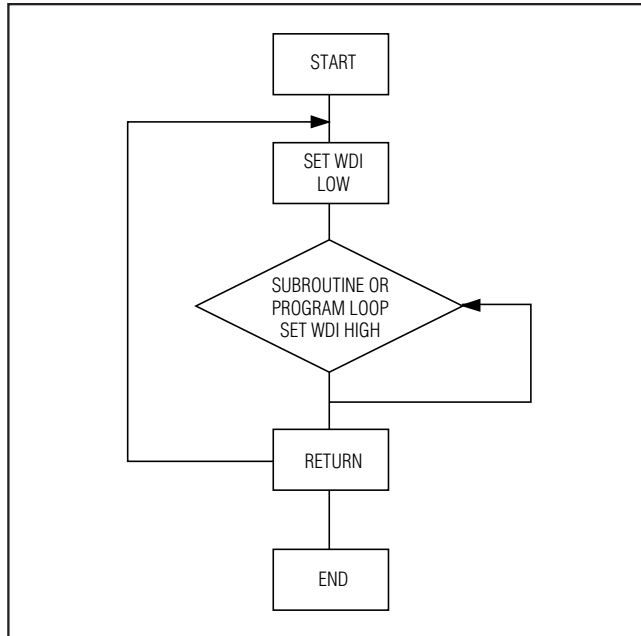 START
SET WDI
LOW
SUBROUTINE OR
PROGRAM LOOP
SET WDI HIGH
RETURN
END